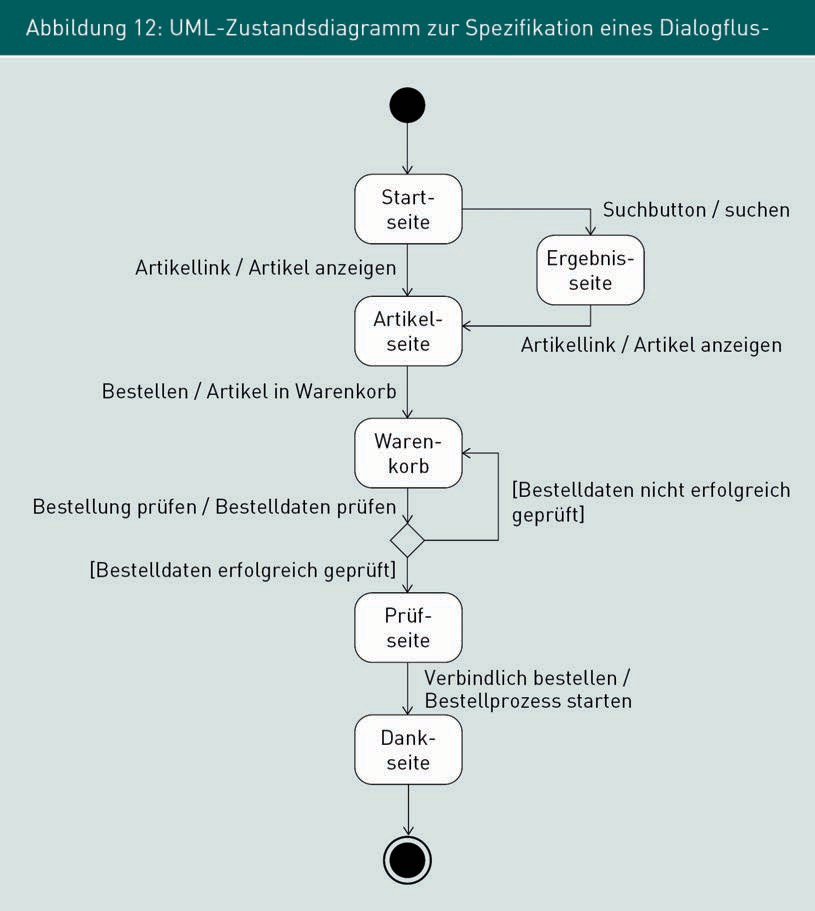 Abbildung 12: UML-Zustandsdiagramm zur Spezifikation eines Dialogflus-
Start-
seite
Suchbutton / suchen
Ergebnis-
seite
Artikellink / Artikel anzeigen
Artikel-
seite
Artikellink / Artikel anzeigen
Bestellen / Artikel in Warenkorb
Waren-
korb
[Bestelldaten nicht erfolgreich
geprüft]
Bestellung prüfen / Bestelldaten prüfen
[Bestelldaten erfolgreich geprüft]
Prüf-
seite
Verbindlich bestellen /
Bestellprozess starten
Dank-
seite